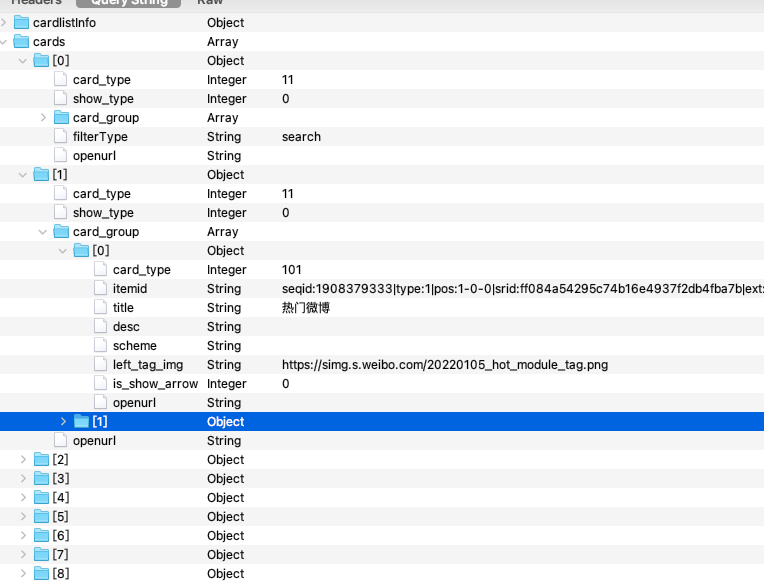 Headers Query String Raw
cardlistInfo Object
cards Array
[0] Object
card_type Integer 11
show_type Integer 0
card_group Array
filterType String search
openurl String
[1] Object
card_type Integer 11
show_type Integer 0
card_group Array
[0] Object
card_type Integer 101
itemid String seqid:1908379333|type:1|pos:1-0-0|srid:ff084a54295c74b16e4937f2db4fba7b|ext:
title String 热门微博
desc String
scheme String
left_tag_img String https://simg.s.weibo.com/20220105_hot_module_tag.png
is_show_arrow Integer 0
openurl String
[1] Object
openurl String
[2] Object
[3] Object
[4] Object
[5] Object
[6] Object
[7] Object
[8] Object